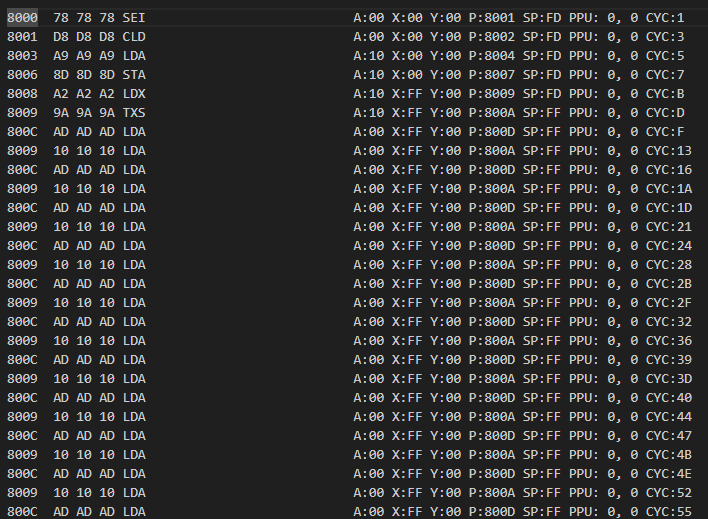 8000 78 78 78 SEI A:00 X:00 Y:00 P:8001 SP:FD PPU: 0, 0 CYC:1
8001 D8 D8 D8 CLD A:00 X:00 Y:00 P:8002 SP:FD PPU: 0, 0 CYC:3
8003 A9 A9 A9 LDA A:10 X:00 Y:00 P:8004 SP:FD PPU: 0, 0 CYC:5
8006 8D 8D 8D STA A:10 X:00 Y:00 P:8007 SP:FD PPU: 0, 0 CYC:7
8008 A2 A2 A2 LDX A:10 X:FF Y:00 P:8009 SP:FD PPU: 0, 0 CYC:B
8009 9A 9A 9A TXS A:10 X:FF Y:00 P:800A SP:FF PPU: 0, 0 CYC:D
800C AD AD AD LDA A:00 X:FF Y:00 P:800D SP:FF PPU: 0, 0 CYC:F
8009 10 10 10 LDA A:00 X:FF Y:00 P:800A SP:FF PPU: 0, 0 CYC:13
800C AD AD AD LDA A:00 X:FF Y:00 P:800D SP:FF PPU: 0, 0 CYC:16
8009 10 10 10 LDA A:00 X:FF Y:00 P:800A SP:FF PPU: 0, 0 CYC:1A
800C AD AD AD LDA A:00 X:FF Y:00 P:800D SP:FF PPU: 0, 0 CYC:1D
8009 10 10 10 LDA A:00 X:FF Y:00 P:800A SP:FF PPU: 0, 0 CYC:21
800C AD AD AD LDA A:00 X:FF Y:00 P:800D SP:FF PPU: 0, 0 CYC:24
8009 10 10 10 LDA A:00 X:FF Y:00 P:800A SP:FF PPU: 0, 0 CYC:28
800C AD AD AD LDA A:00 X:FF Y:00 P:800D SP:FF PPU: 0, 0 CYC:2B
8009 10 10 10 LDA A:00 X:FF Y:00 P:800A SP:FF PPU: 0, 0 CYC:2F
800C AD AD AD LDA A:00 X:FF Y:00 P:800D SP:FF PPU: 0, 0 CYC:32
8009 10 10 10 LDA A:00 X:FF Y:00 P:800A SP:FF PPU: 0, 0 CYC:36
800C AD AD AD LDA A:00 X:FF Y:00 P:800D SP:FF PPU: 0, 0 CYC:39
8009 10 10 10 LDA A:00 X:FF Y:00 P:800A SP:FF PPU: 0, 0 CYC:3D
800C AD AD AD LDA A:00 X:FF Y:00 P:800D SP:FF PPU: 0, 0 CYC:40
8009 10 10 10 LDA A:00 X:FF Y:00 P:800A SP:FF PPU: 0, 0 CYC:44
800C AD AD AD LDA A:00 X:FF Y:00 P:800D SP:FF PPU: 0, 0 CYC:47
8009 10 10 10 LDA A:00 X:FF Y:00 P:800A SP:FF PPU: 0, 0 CYC:4B
800C AD AD AD LDA A:00 X:FF Y:00 P:800D SP:FF PPU: 0, 0 CYC:4E
8009 10 10 10 LDA A:00 X:FF Y:00 P:800A SP:FF PPU: 0, 0 CYC:52
800C AD AD AD LDA A:00 X:FF Y:00 P:800D SP:FF PPU: 0, 0 CYC:55